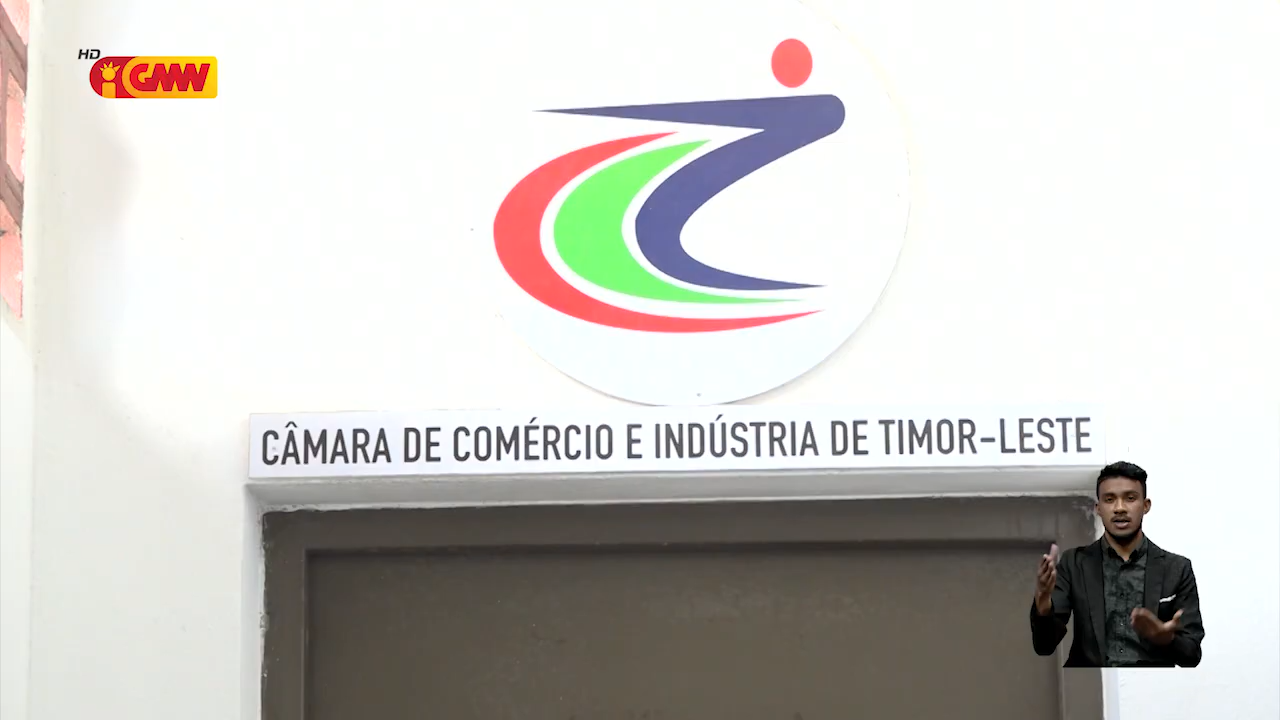 HD
GMN
CÂMARA DE COMÉRCIO E INDÚSTRIA DE TIMOR-LESTE